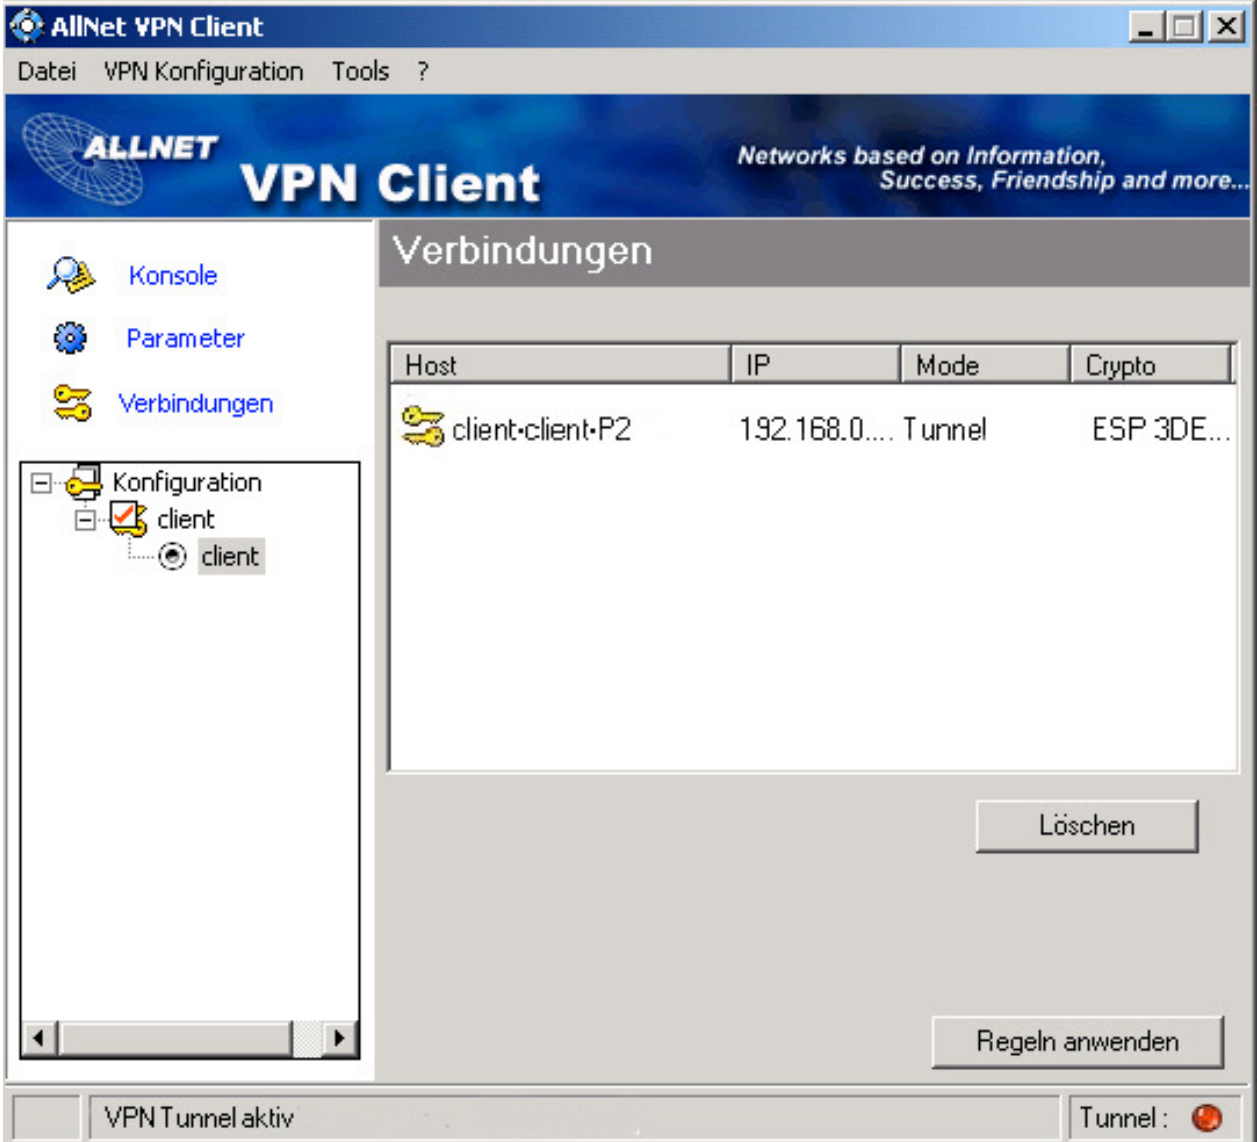 AllNet VPN Client
Datei VPN Konfiguration Tools ?
ALLNET
VPN Client
Networks based on Information,
Success, Friendship and more...
Konsole
Parameter
Verbindungen
Konfiguration
client
client
Verbindungen
Host IP Mode Crypto
client-client-P2 192.168.0.... Tunnel ESP 3DE...
Löschen
Regeln anwenden
VPN Tunnel aktiv
Tunnel :